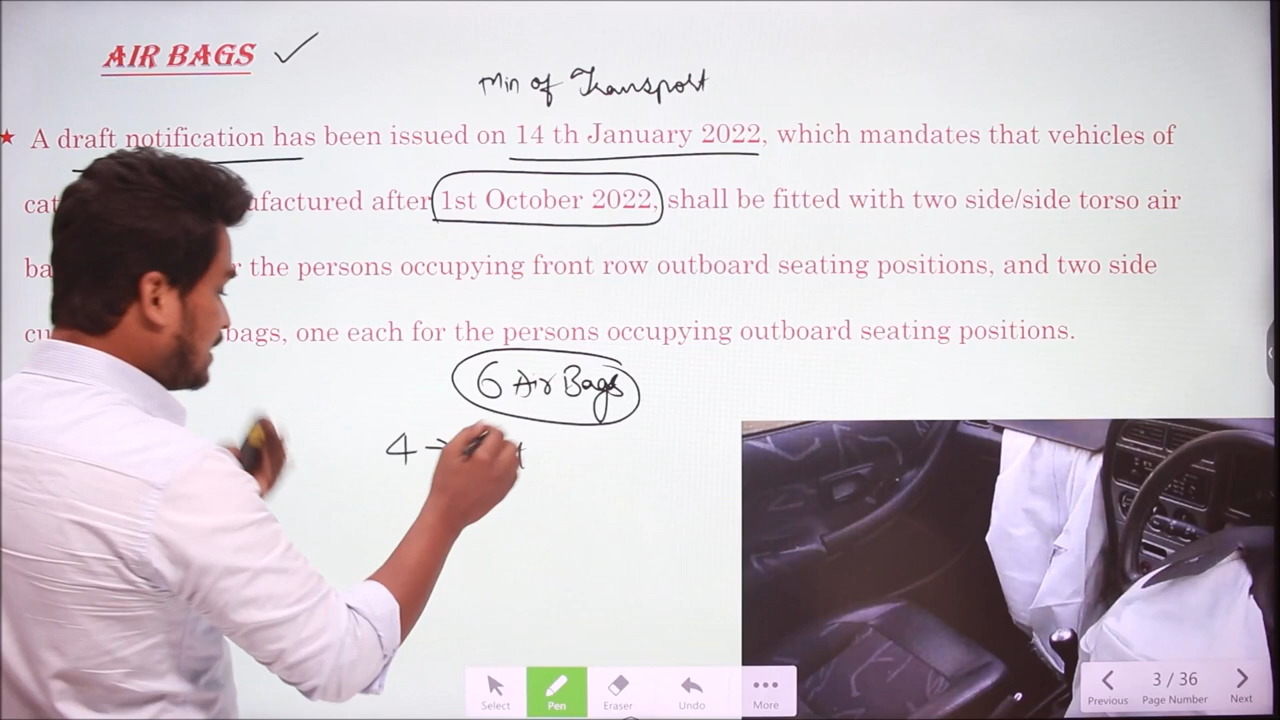 AIR BAGS
Min of Transport
★ A draft notification has been issued on 14 th January 2022, which mandates that vehicles of
manufactured after 1st October 2022, shall be fitted with two side/side torso air
the persons occupying front row outboard seating positions, and two side
bags, one each for the persons occupying outboard seating positions.
6 Air Bags
4 →
Select
Pen
Eraser
Undo
More
Previous
3 / 36
Page Number
Next